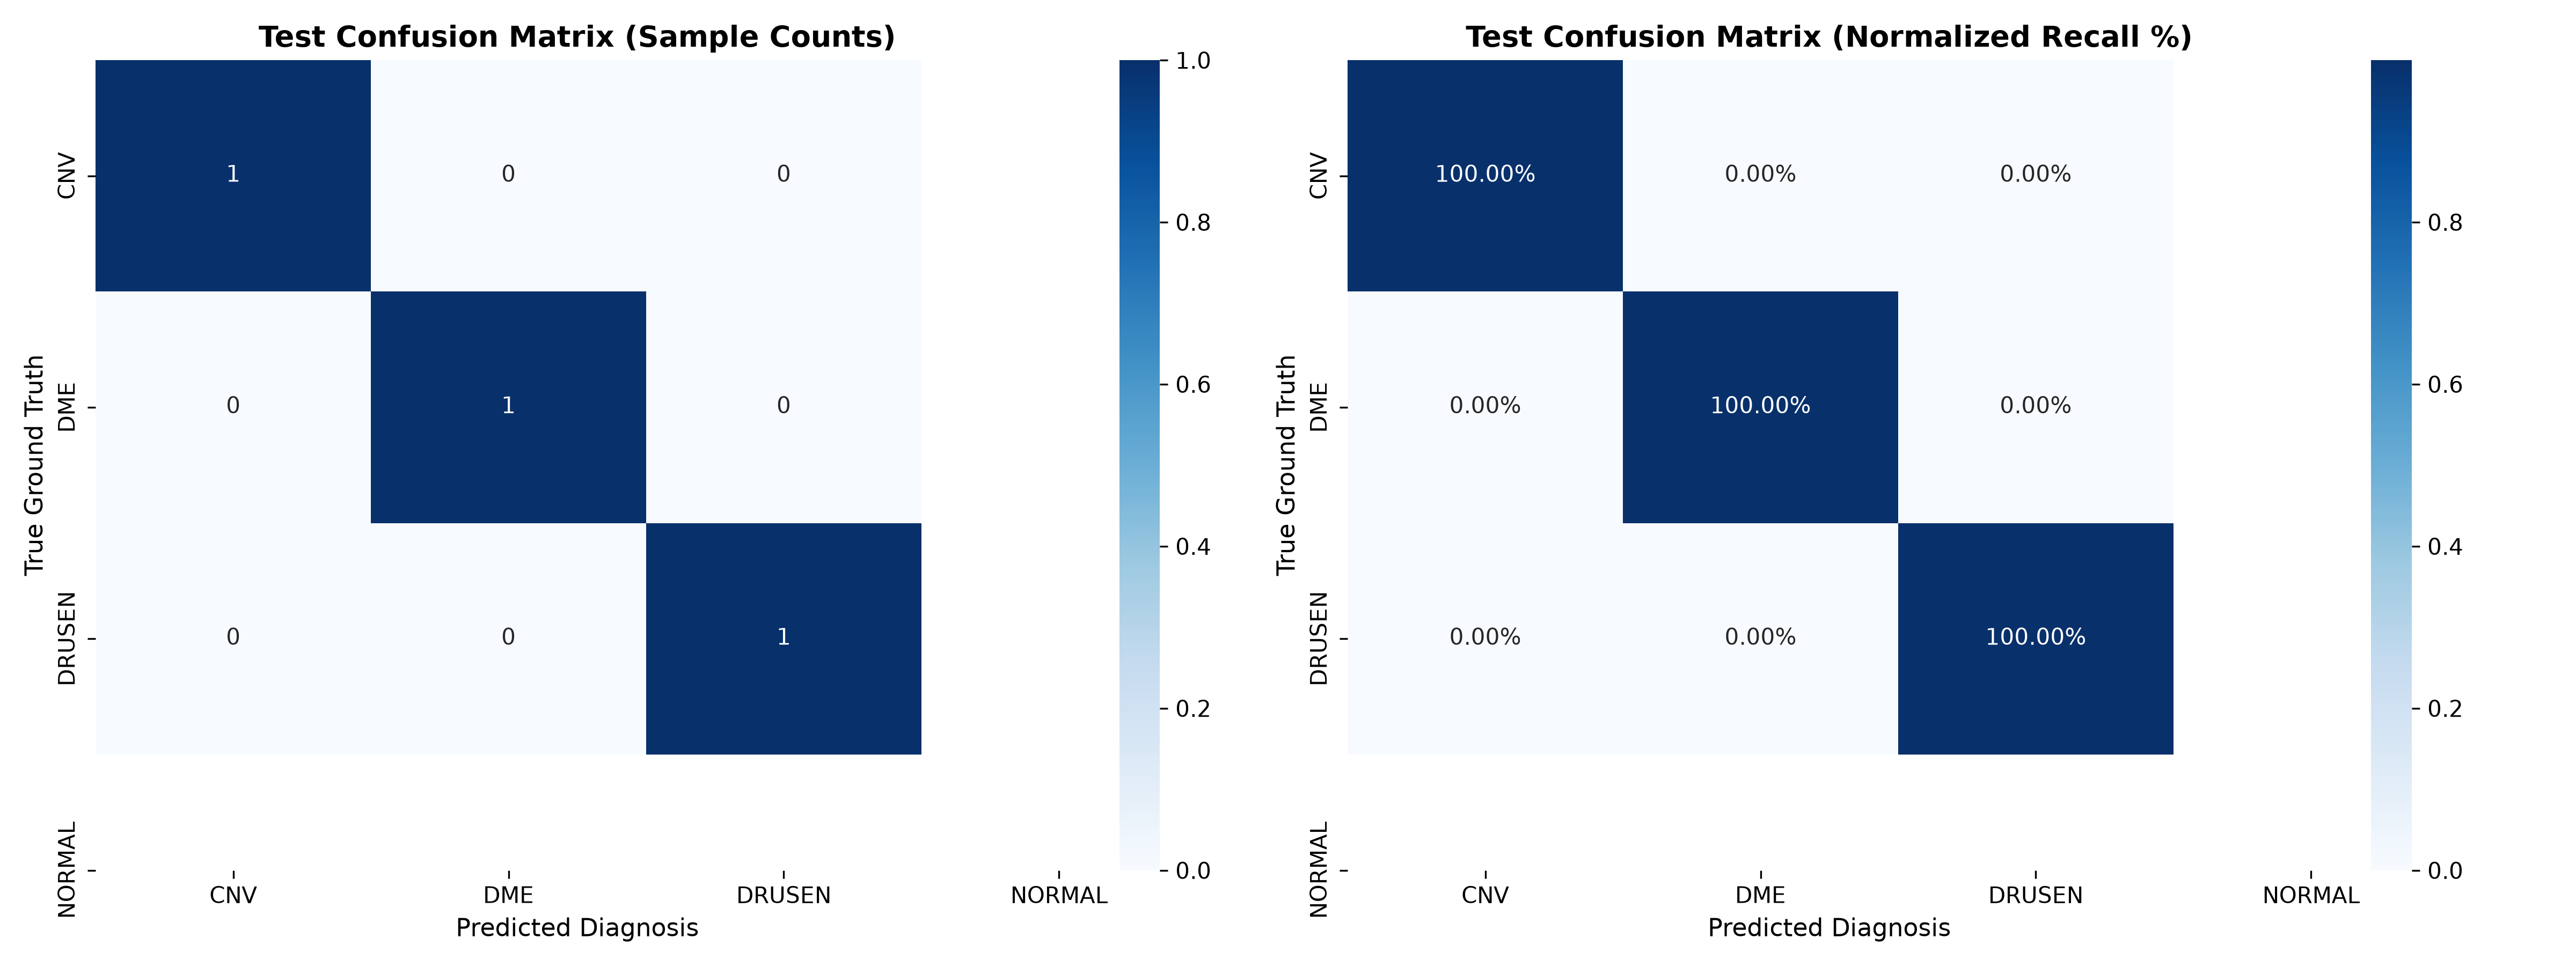 Test Confusion Matrix (Sample Counts)
True Ground Truth
CNV
DME
DRUSEN
NORMAL
1 0 0
0 1 0
0 0 1
CNV DME DRUSEN NORMAL
Predicted Diagnosis
1.0
0.8
0.6
0.4
0.2
0.0
Test Confusion Matrix (Normalized Recall %)
True Ground Truth
CNV
DME
DRUSEN
NORMAL
100.00% 0.00% 0.00%
0.00% 100.00% 0.00%
0.00% 0.00% 100.00%
CNV DME DRUSEN NORMAL
Predicted Diagnosis
0.8
0.6
0.4
0.2
0.0